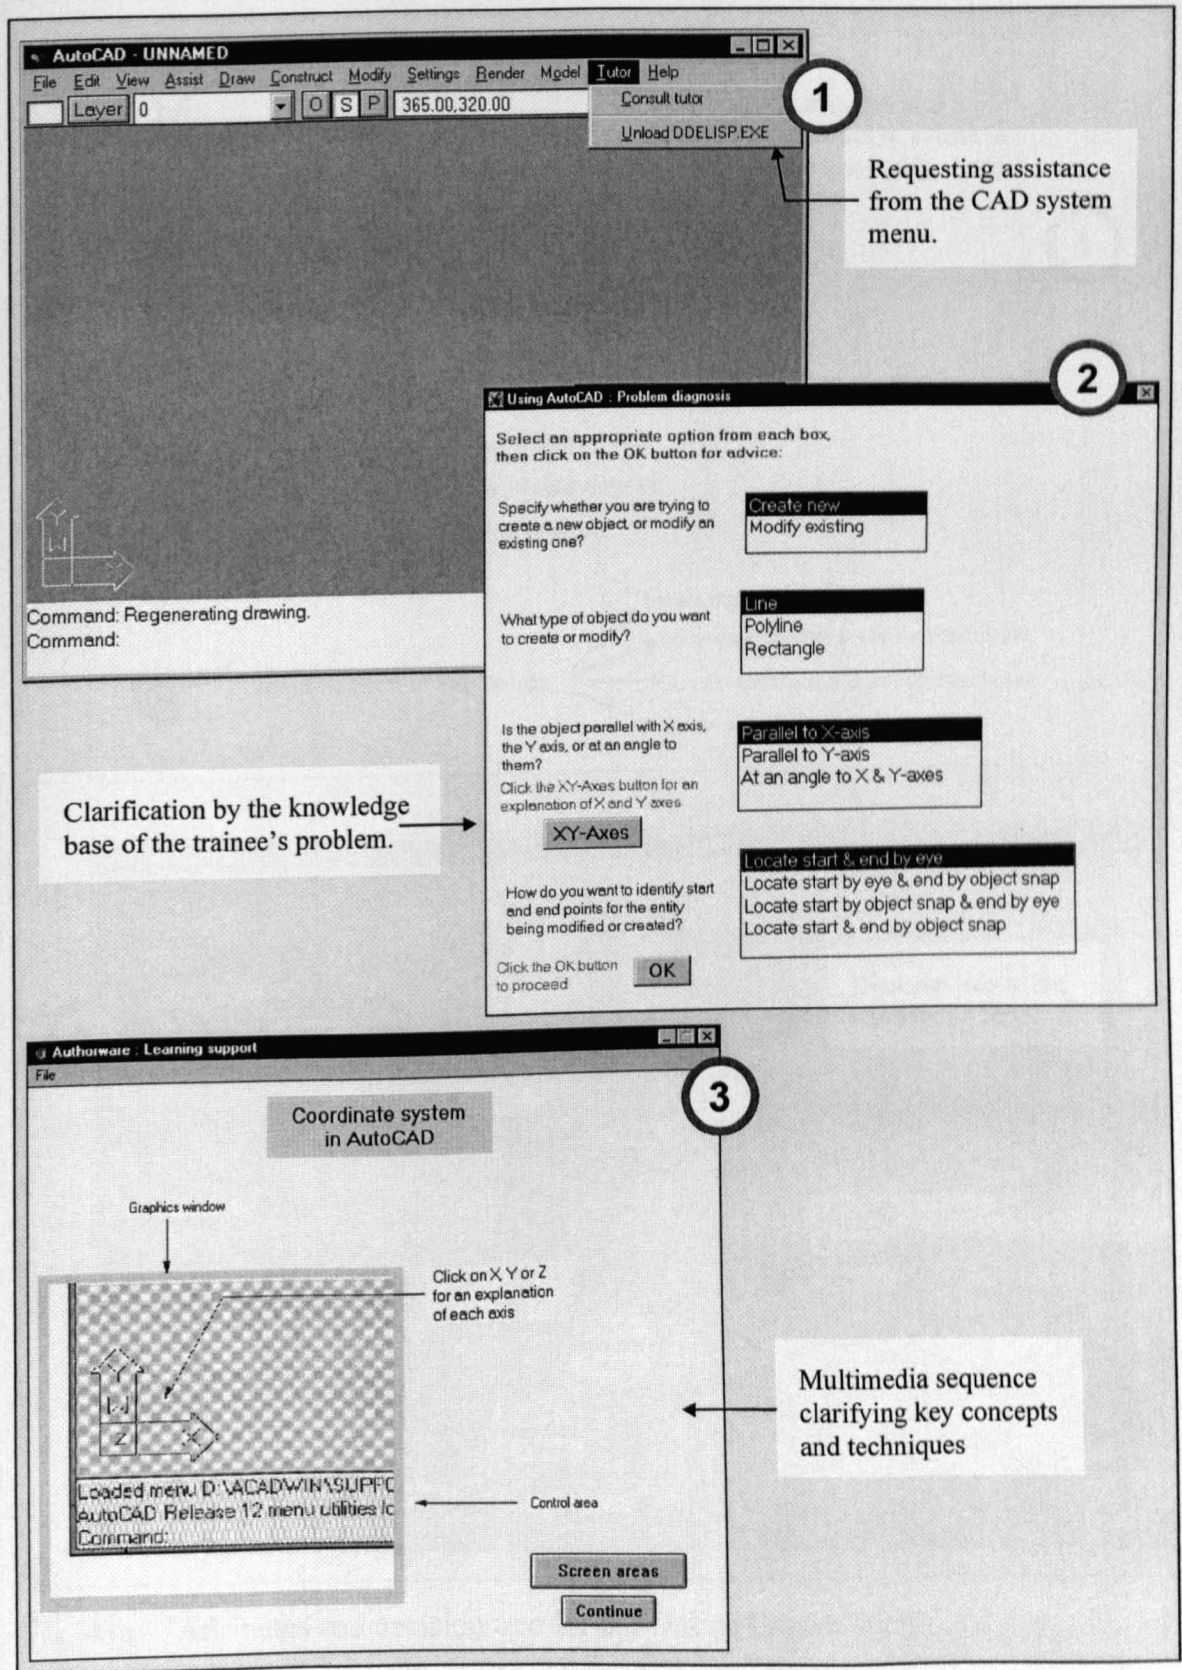 AutoCAD - UNNAMED
File Edit View Assist Draw Construct Modify Settings Render Model Tutor Help
Layer 0 O S P 365.00,320.00
Consult tutor
Unload DDELISP.EXE
1
Requesting assistance
from the CAD system
menu.
Y
W
X
Command: Regenerating drawing.
Command:
2
Using AutoCAD : Problem diagnosis
Select an appropriate option from each box,
then click on the OK button for advice:
Specify whether you are trying to
create a new object, or modify an
existing one?
Create new
Modify existing
What type of object do you want
to create or modify?
Line
Polyline
Rectangle
Is the object parallel with X axis,
the Y axis, or at an angle to
them?
Click the XY-Axes button for an
explanation of X and Y axes
XY-Axes
Parallel to X-axis
Parallel to Y-axis
At an angle to X & Y-axes
How do you want to identify start
and end points for the entity
being modified or created?
Locate start & end by eye
Locate start by eye & end by object snap
Locate start by object snap & end by eye
Locate start & end by object snap
Click the OK button
to proceed
OK
Clarification by the knowledge
base of the trainee's problem.
Authorware : Learning support
File
3
Coordinate system
in AutoCAD
Graphics window
Click on X, Y or Z
for an explanation
of each axis
Y
W
Z X
Loaded menu D:\ACADWIN\SUPPO
AutoCAD Release 12 menu utilities lo
Command:
Control area
Screen areas
Continue
Multimedia sequence
clarifying key concepts
and techniques